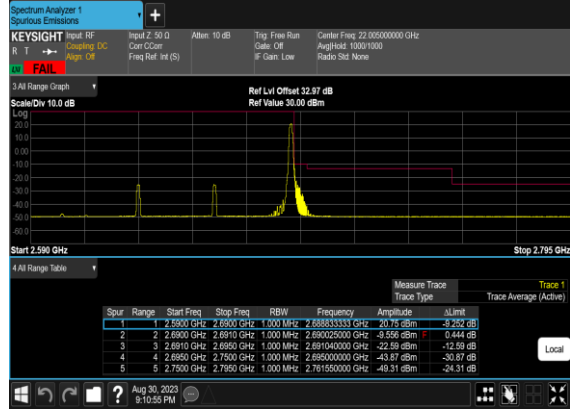 Spectrum Analyzer 1
Spurious Emissions
+
KEYSIGHT Input: RF Input Z: 50 Ω Atten: 10 dB Trig: Free Run Center Freq: 22.005000000 GHz
R T Coupling: DC Corr CCorr Gate: Off Avg|Hold: 1000/1000
Align: Off Freq Ref: Int (S) IF Gain: Low Radio Std: None
LV FAIL
3 All Range Graph
Ref Lvl Offset 32.97 dB
Scale/Div 10.0 dB Ref Value 30.00 dBm
Log
20.0
10.0
0.00
-10.0
-20.0
-30.0
-40.0
-50.0
-60.0
Start 2.590 GHz Stop 2.795 GHz
4 All Range Table
Measure Trace Trace 1
Trace Type Trace Average (Active)
Spur Range Start Freq Stop Freq RBW Frequency Amplitude ΔLimit
1 1 2.5900 GHz 2.6900 GHz 1.000 MHz 2.688833333 GHz 20.75 dBm -9.252 dB
2 2 2.6900 GHz 2.6910 GHz 1.000 MHz 2.690025000 GHz -9.556 dBm F 0.444 dB
3 3 2.6910 GHz 2.6950 GHz 1.000 MHz 2.691040000 GHz -22.59 dBm -12.59 dB
4 4 2.6950 GHz 2.7500 GHz 1.000 MHz 2.695000000 GHz -43.87 dBm -30.87 dB
5 5 2.7500 GHz 2.7950 GHz 1.000 MHz 2.761550000 GHz -49.31 dBm -24.31 dB
Local
? Aug 30, 2023
9:10:55 PM